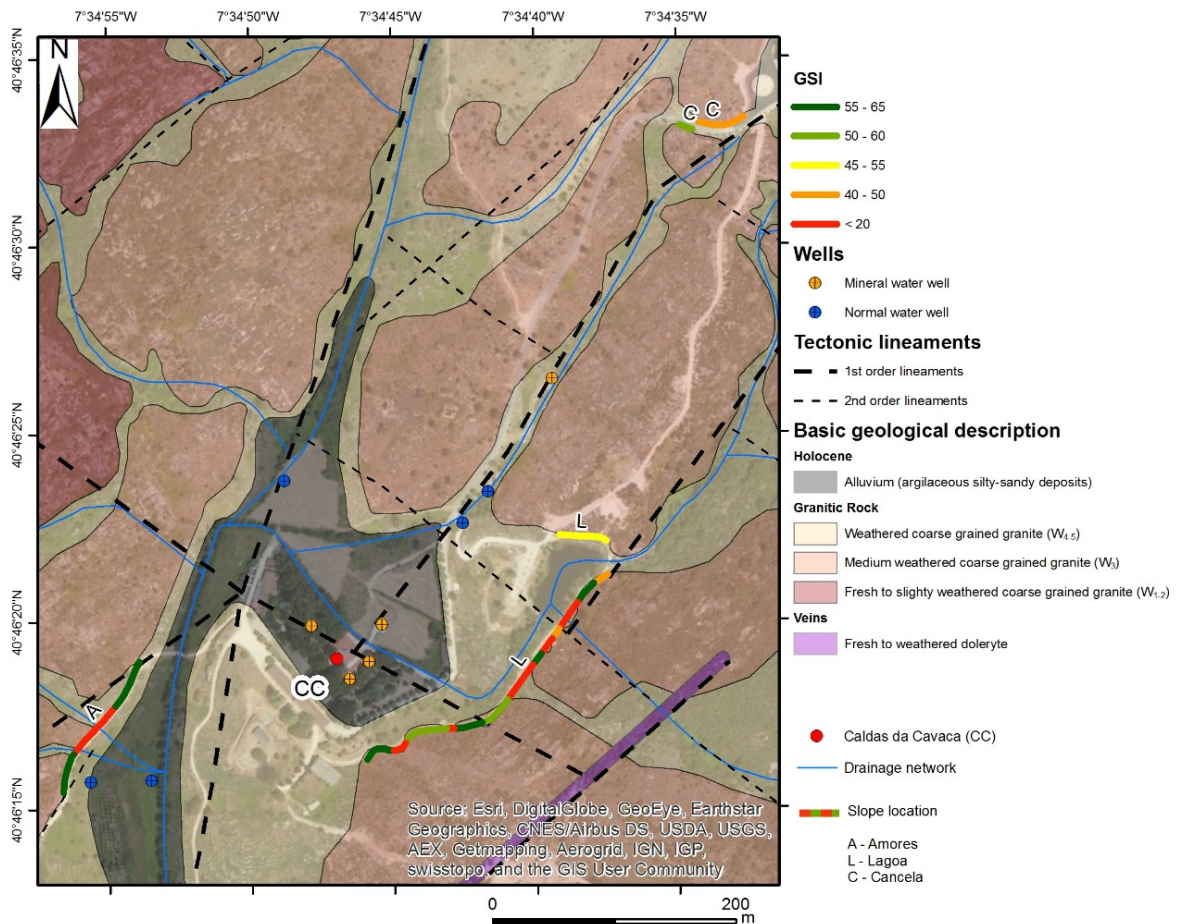 7°34'55"W
7°34'50"W
7°34'45"W
7°34'40"W
7°34'35"W
40°46'35"N
40°46'30"N
40°46'25"N
40°46'20"N
40°46'15"N
N
C C
L
L
A
CC
Source: Esri, DigitalGlobe, GeoEye, Earthstar
Geographics, CNES/Airbus DS, USDA, USGS,
AEX, Getmapping, Aerogrid, IGN, IGP,
swisstopo, and the GIS User Community
0 200
m
GSI
55 - 65
50 - 60
45 - 55
40 - 50
< 20
Wells
Mineral water well
Normal water well
Tectonic lineaments
1st order lineaments
2nd order lineaments
Basic geological description
Holocene
Alluvium (argilaceous silty-sandy deposits)
Granitic Rock
Weathered coarse grained granite (W4-5)
Medium weathered coarse grained granite (W3)
Fresh to slighty weathered coarse grained granite (W1-2)
Veins
Fresh to weathered doleryte
Caldas da Cavaca (CC)
Drainage network
Slope location
A - Amores
L - Lagoa
C - Cancela